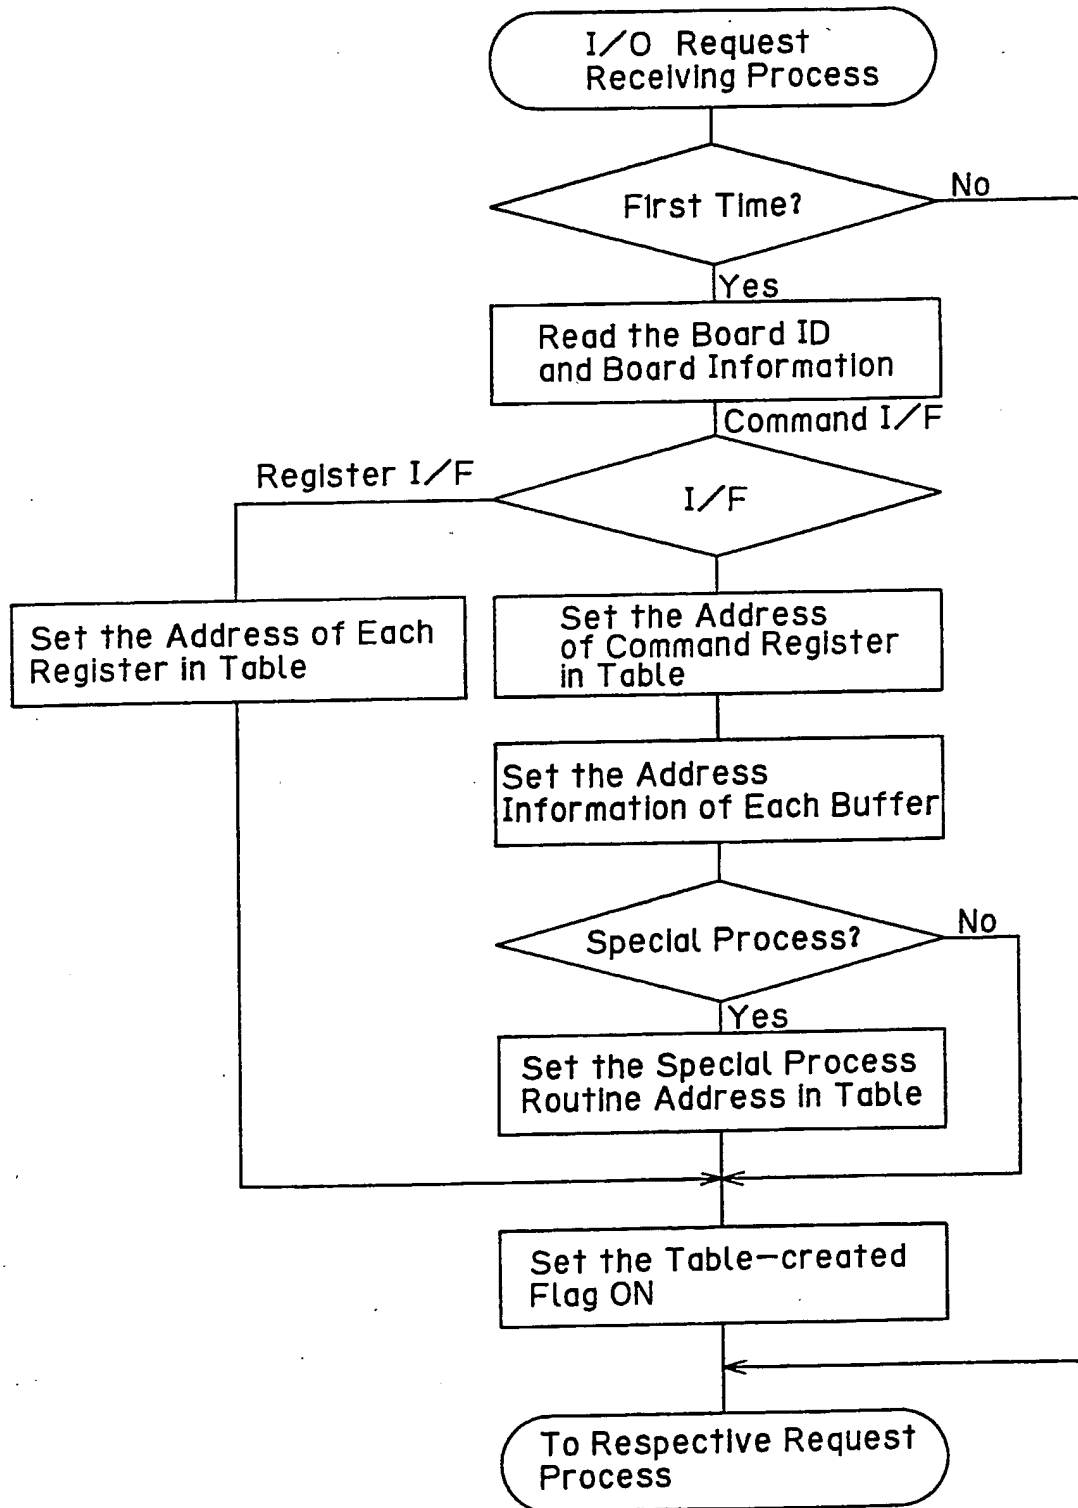 I/O Request
Receiving Process
First Time?
No
Yes
Read the Board ID
and Board Information
Command I/F
Register I/F
I/F
Set the Address of Each
Register in Table
Set the Address
of Command Register
in Table
Set the Address
Information of Each Buffer
Special Process?
No
Yes
Set the Special Process
Routine Address in Table
Set the Table-created
Flag ON
To Respective Request
Process